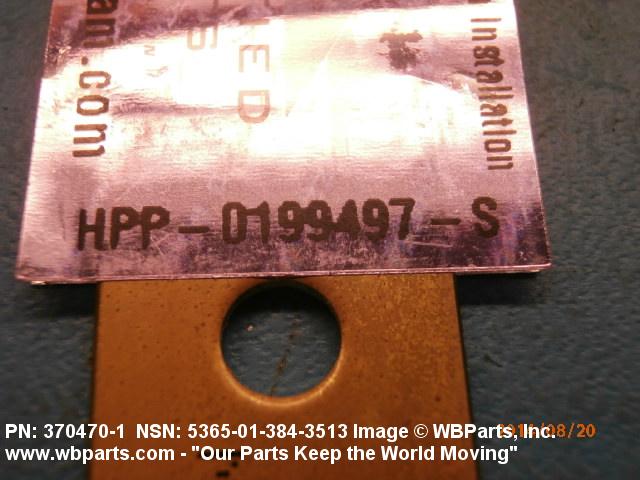 am.com
LED
Installation
HPP-0199497-S
PN: 370470-1 NSN: 5365-01-384-3513 Image © WBParts, Inc.
www.wbparts.com - "Our Parts Keep the World Moving"